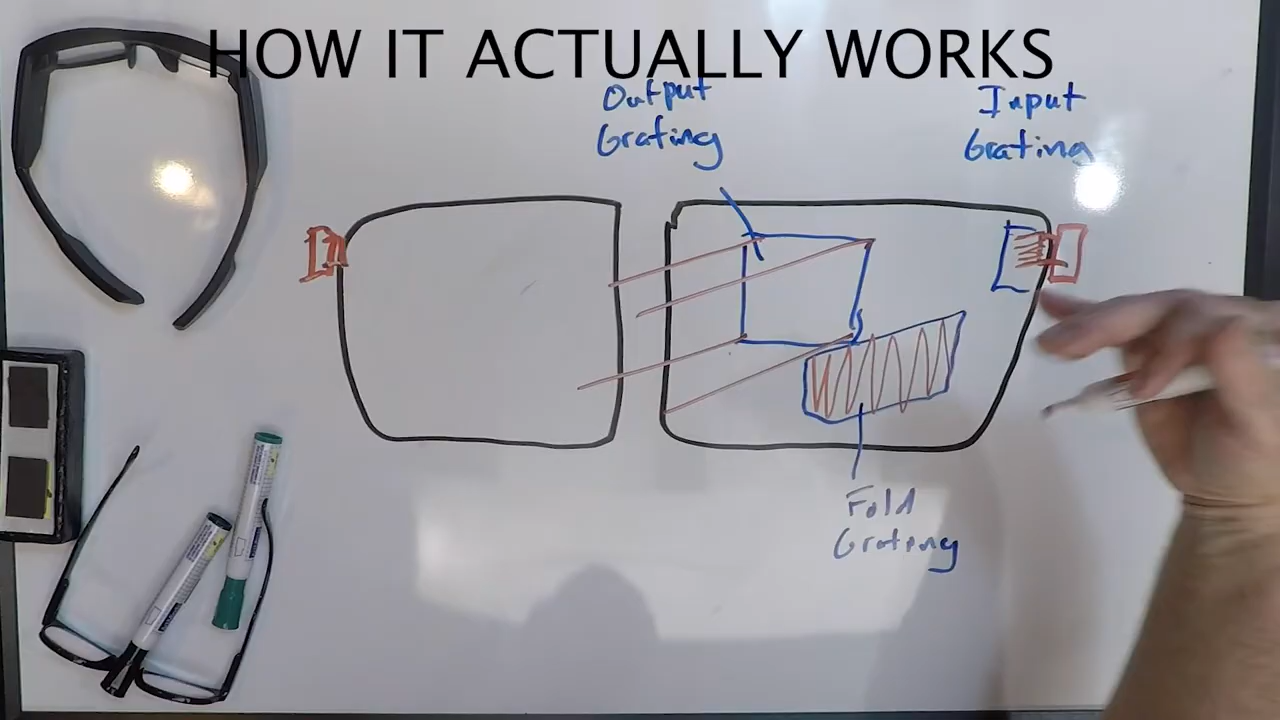 HOW IT ACTUALLY WORKS
Output
Grating
Input
Grating
Fold
Grating